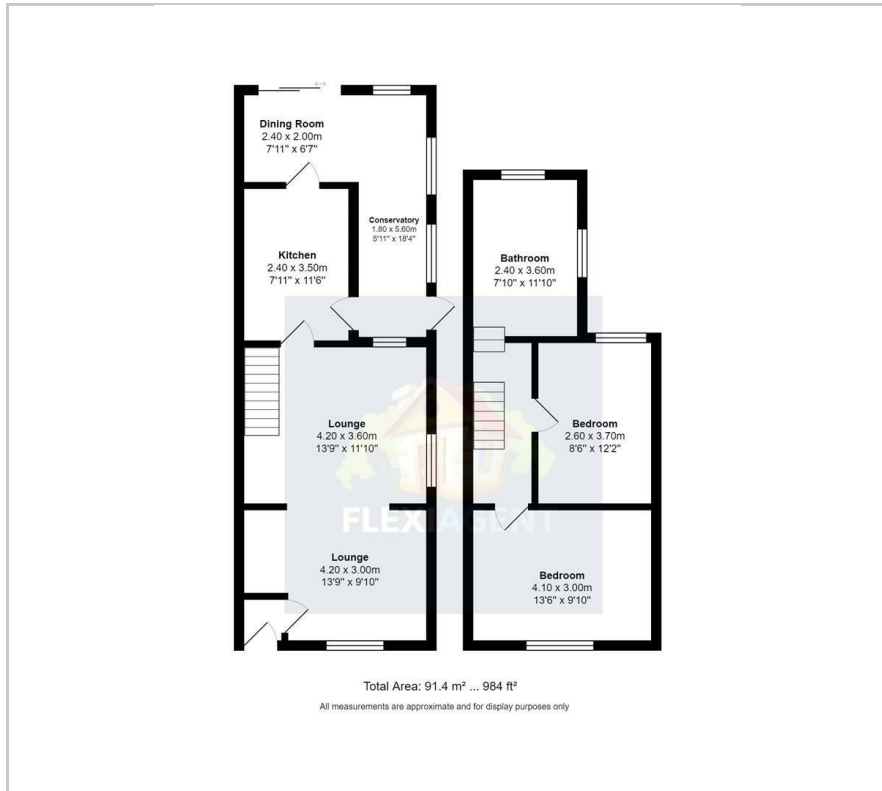 Dining Room
2.40 x 2.00m
7'11" x 6'7"
Conservatory
1.80 x 5.60m
5'11" x 18'4"
Kitchen
2.40 x 3.50m
7'11" x 11'6"
Lounge
4.20 x 3.60m
13'9" x 11'10"
Lounge
4.20 x 3.00m
13'9" x 9'10"
Bathroom
2.40 x 3.60m
7'10" x 11'10"
Bedroom
2.60 x 3.70m
8'6" x 12'2"
Bedroom
4.10 x 3.00m
13'6" x 9'10"
FLEXIAGENT
Total Area: 91.4 m² ... 984 ft²
All measurements are approximate and for display purposes only